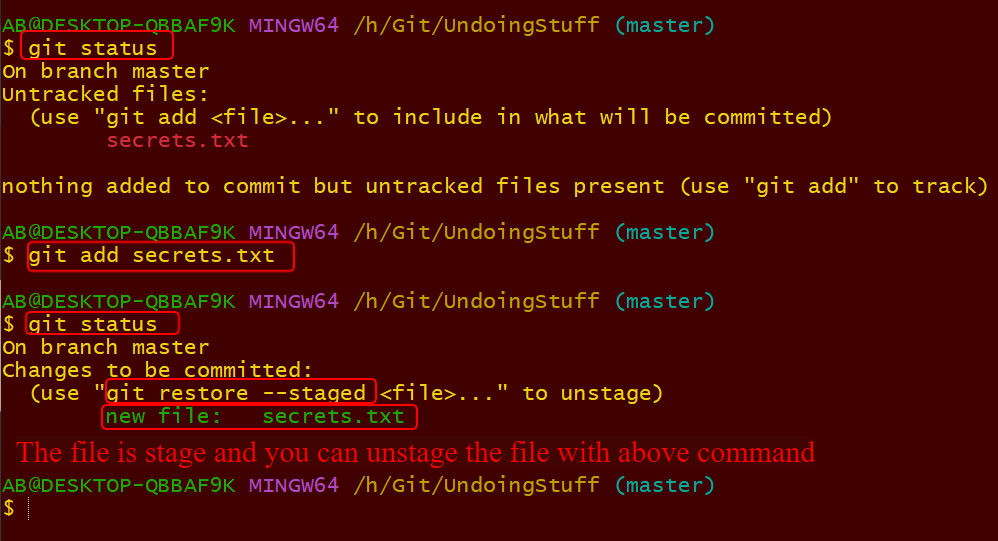 AB@DESKTOP-QBBAF9K MINGW64 /h/Git/UndoingStuff (master)
$ git status
On branch master
Untracked files:
  (use "git add <file>..." to include in what will be committed)
        secrets.txt
nothing added to commit but untracked files present (use "git add" to track)
AB@DESKTOP-QBBAF9K MINGW64 /h/Git/UndoingStuff (master)
$ git add secrets.txt
AB@DESKTOP-QBBAF9K MINGW64 /h/Git/UndoingStuff (master)
$ git status
On branch master
Changes to be committed:
  (use "git restore --staged <file>..." to unstage)
        new file:   secrets.txt
The file is stage and you can unstage the file with above command
AB@DESKTOP-QBBAF9K MINGW64 /h/Git/UndoingStuff (master)
$